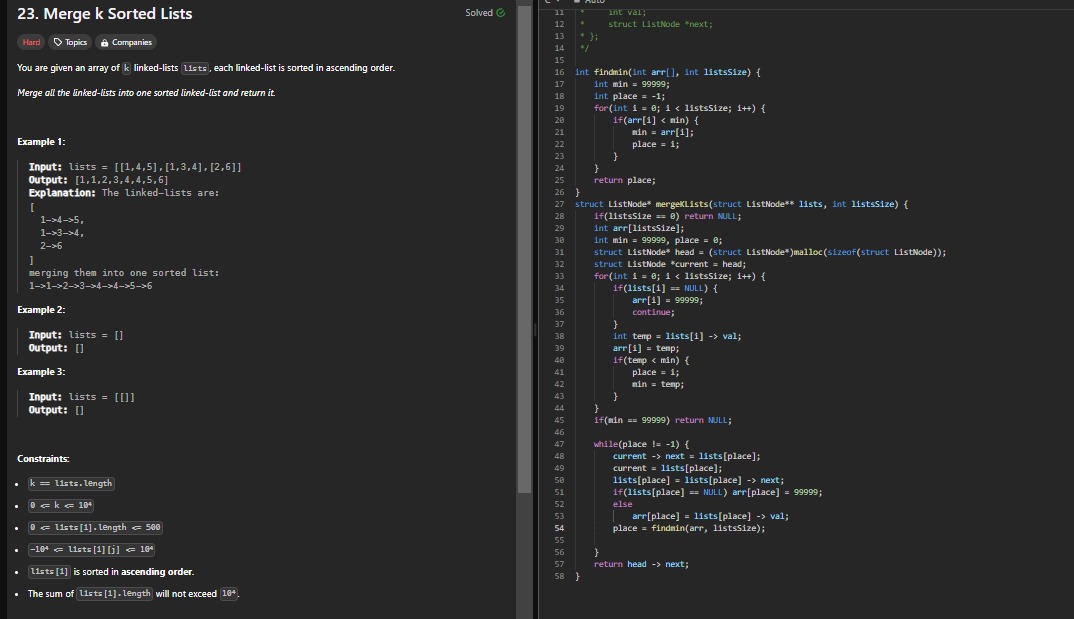 23. Merge k Sorted Lists
Solved
Hard Topics Companies
You are given an array of k linked-lists lists, each linked-list is sorted in ascending order.
Merge all the linked-lists into one sorted linked-list and return it.
Example 1:
Input: lists = [[1,4,5],[1,3,4],[2,6]]
Output: [1,1,2,3,4,4,5,6]
Explanation: The linked-lists are:
[
1->4->5,
1->3->4,
2->6
]
merging them into one sorted list:
1->1->2->3->4->4->5->6
Example 2:
Input: lists = []
Output: []
Example 3:
Input: lists = [[]]
Output: []
Constraints:
• k == lists.length
• 0 <= k <= 10⁴
• 0 <= lists[i].length <= 500
• -10⁴ <= lists[i][j] <= 10⁴
• lists[i] is sorted in ascending order.
• The sum of lists[i].length will not exceed 10⁴.
Auto
11 * int val;
12 * struct ListNode *next;
13 * };
14 */
15
16 int findmin(int arr[], int listsSize) {
17 int min = 99999;
18 int place = -1;
19 for(int i = 0; i < listsSize; i++) {
20 if(arr[i] < min) {
21 min = arr[i];
22 place = i;
23 }
24 }
25 return place;
26 }
27 struct ListNode* mergeKLists(struct ListNode** lists, int listsSize) {
28 if(listsSize == 0) return NULL;
29 int arr[listsSize];
30 int min = 99999, place = 0;
31 struct ListNode* head = (struct ListNode*)malloc(sizeof(struct ListNode));
32 struct ListNode *current = head;
33 for(int i = 0; i < listsSize; i++) {
34 if(lists[i] == NULL) {
35 arr[i] = 99999;
36 continue;
37 }
38 int temp = lists[i] -> val;
39 arr[i] = temp;
40 if(temp < min) {
41 place = i;
42 min = temp;
43 }
44 }
45 if(min == 99999) return NULL;
46
47 while(place != -1) {
48 current -> next = lists[place];
49 current = lists[place];
50 lists[place] = lists[place] -> next;
51 if(lists[place] == NULL) arr[place] = 99999;
52 else
53 arr[place] = lists[place] -> val;
54 place = findmin(arr, listsSize);
55
56 }
57 return head -> next;
58 }